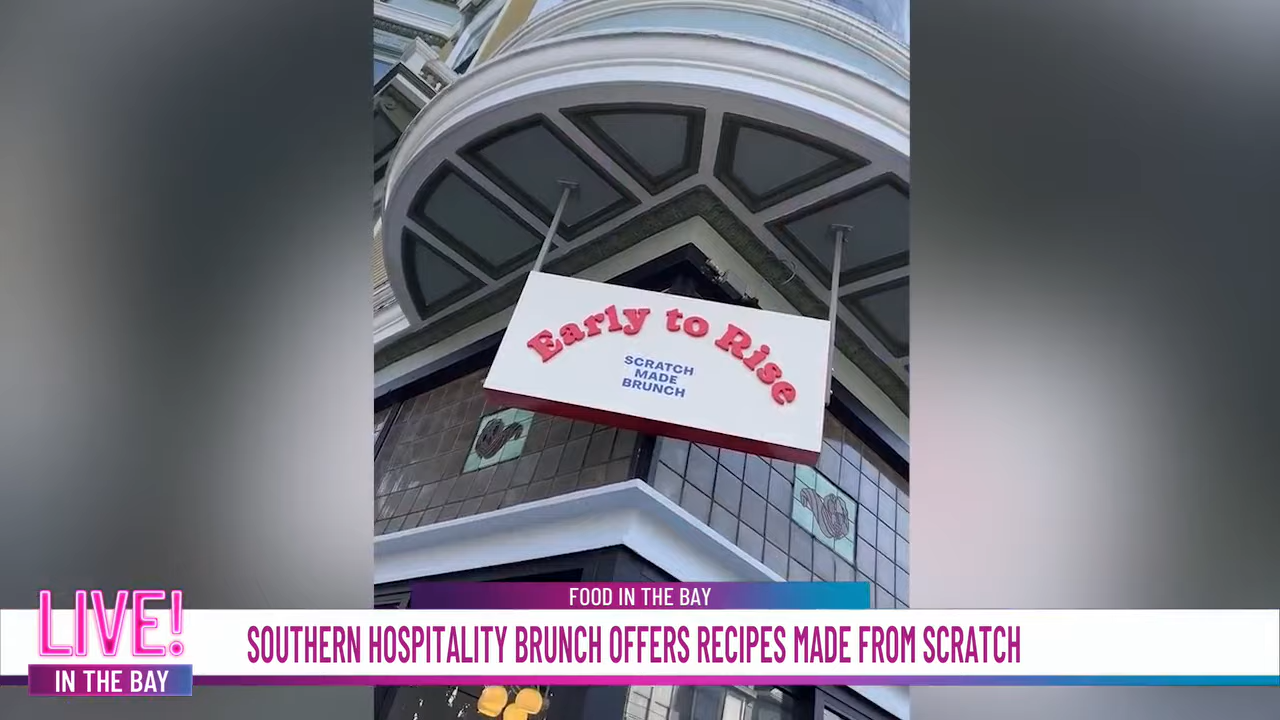 Early to Rise
SCRATCH
MADE
BRUNCH
FOOD IN THE BAY
SOUTHERN HOSPITALITY BRUNCH OFFERS RECIPES MADE FROM SCRATCH
LIVE!
IN THE BAY